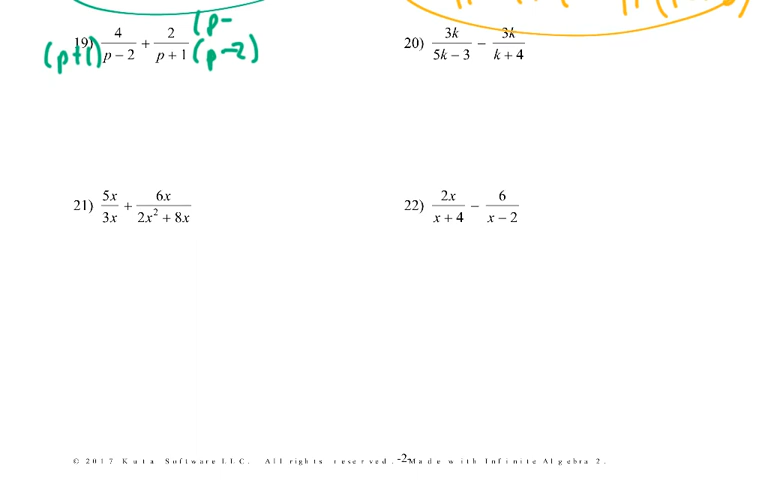 (p-
19) 4/(p − 2) + 2/(p + 1)
(p+1) (p-2)
20) 3k/(5k − 3) − 3k/(k + 4)
21) 5x/3x + 6x/(2x² + 8x)
22) 2x/(x + 4) − 6/(x − 2)
© 2017 Kuta Software LLC. All rights reserved. -2- Made with Infinite Algebra 2.